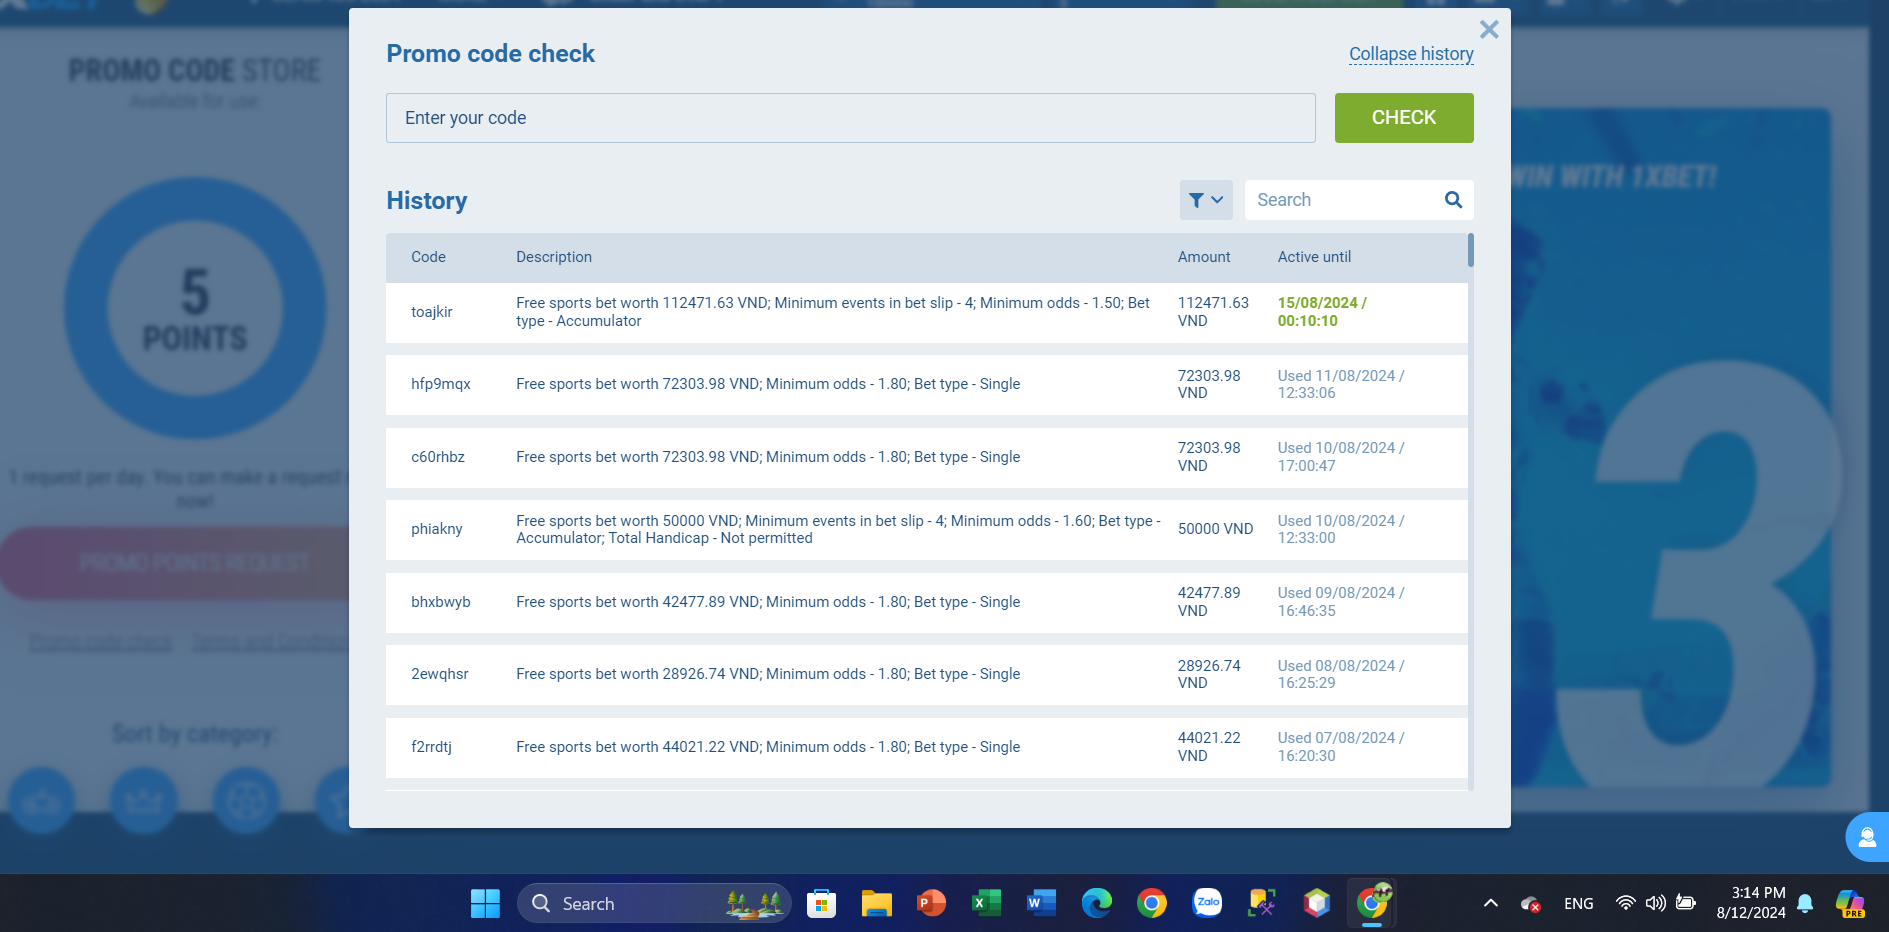 PROMO CODE STORE
Available for use:
5
POINTS
1 request per day. You can make a request
now!
PROMO POINTS REQUEST
Promo code check
Terms and Condition
Sort by category:
Promo code check
Collapse history
Enter your code
CHECK
History
Search
Code Description Amount Active until
toajkir
Free sports bet worth 112471.63 VND; Minimum events in bet slip - 4; Minimum odds - 1.50; Bet
type - Accumulator
112471.63
VND
15/08/2024 /
00:10:10
hfp9mqx
Free sports bet worth 72303.98 VND; Minimum odds - 1.80; Bet type - Single
72303.98
VND
Used 11/08/2024 /
12:33:06
c60rhbz
Free sports bet worth 72303.98 VND; Minimum odds - 1.80; Bet type - Single
72303.98
VND
Used 10/08/2024 /
17:00:47
phiakny
Free sports bet worth 50000 VND; Minimum events in bet slip - 4; Minimum odds - 1.60; Bet type -
Accumulator; Total Handicap - Not permitted
50000 VND
Used 10/08/2024 /
12:33:00
bhxbwyb
Free sports bet worth 42477.89 VND; Minimum odds - 1.80; Bet type - Single
42477.89
VND
Used 09/08/2024 /
16:46:35
2ewqhsr
Free sports bet worth 28926.74 VND; Minimum odds - 1.80; Bet type - Single
28926.74
VND
Used 08/08/2024 /
16:25:29
f2rrdtj
Free sports bet worth 44021.22 VND; Minimum odds - 1.80; Bet type - Single
44021.22
VND
Used 07/08/2024 /
16:20:30
WIN WITH 1XBET!
3
Search
P
X
W
Zalo
ENG
3:14 PM
8/12/2024
PRE